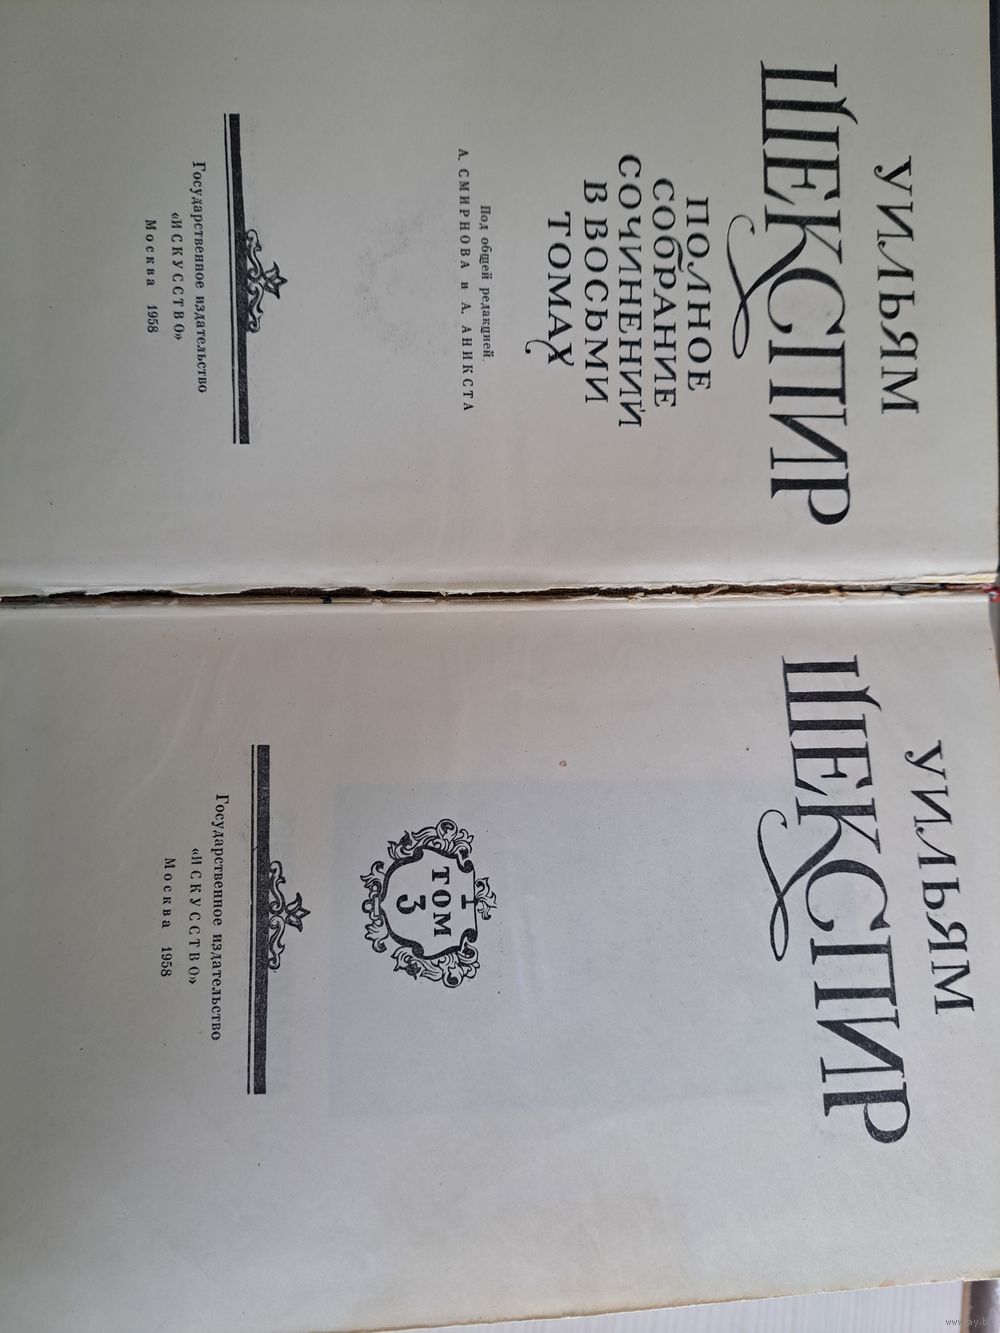 УИЛЬЯМ
ШЕКСПИР
ПОЛНОЕ
СОБРАНИЕ
СОЧИНЕНИЙ
В ВОСЬМИ
ТОМАХ
Под общей редакцией
А. СМИРНОВА и А. АНИКСТА
Государственное издательство
«ИСКУССТВО»
Москва 1958
УИЛЬЯМ
ШЕКСПИР
ТОМ
3
Государственное издательство
«ИСКУССТВО»
Москва 1958